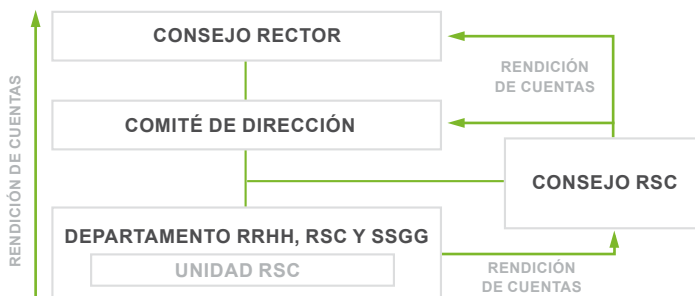 CONSEJO RECTOR
RENDICIÓN
DE CUENTAS
RENDICIÓN DE CUENTAS
COMITÉ DE DIRECCIÓN
CONSEJO RSC
DEPARTAMENTO RRHH, RSC Y SSGG
UNIDAD RSC
RENDICIÓN
DE CUENTAS